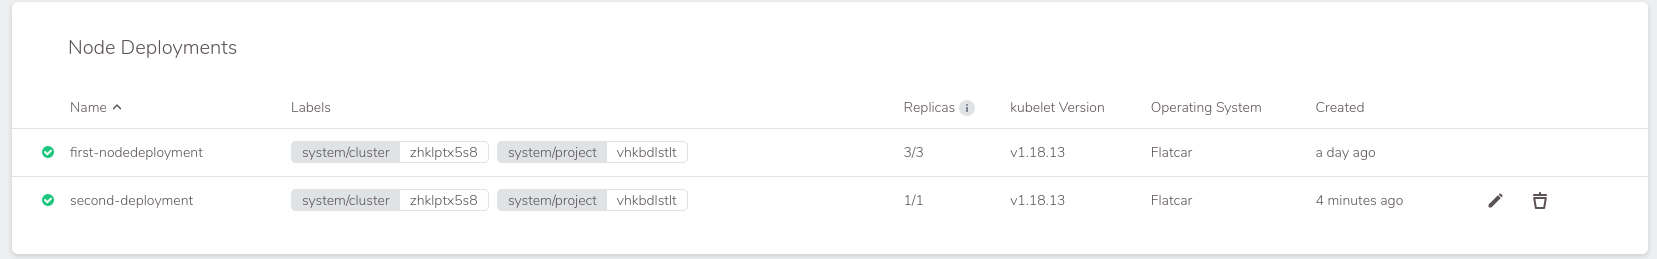 Node Deployments
Name Labels Replicas i kubelet Version Operating System Created
first-nodedeployment system/cluster zhklptx5s8 system/project vhkbdlstlt 3/3 v1.18.13 Flatcar a day ago
second-deployment system/cluster zhklptx5s8 system/project vhkbdlstlt 1/1 v1.18.13 Flatcar 4 minutes ago